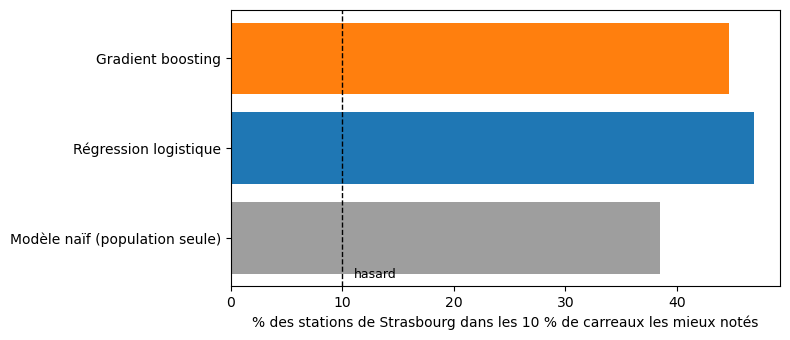 Gradient boosting
Régression logistique
Modèle naïf (population seule)
hasard
0 10 20 30 40
% des stations de Strasbourg dans les 10 % de carreaux les mieux notés